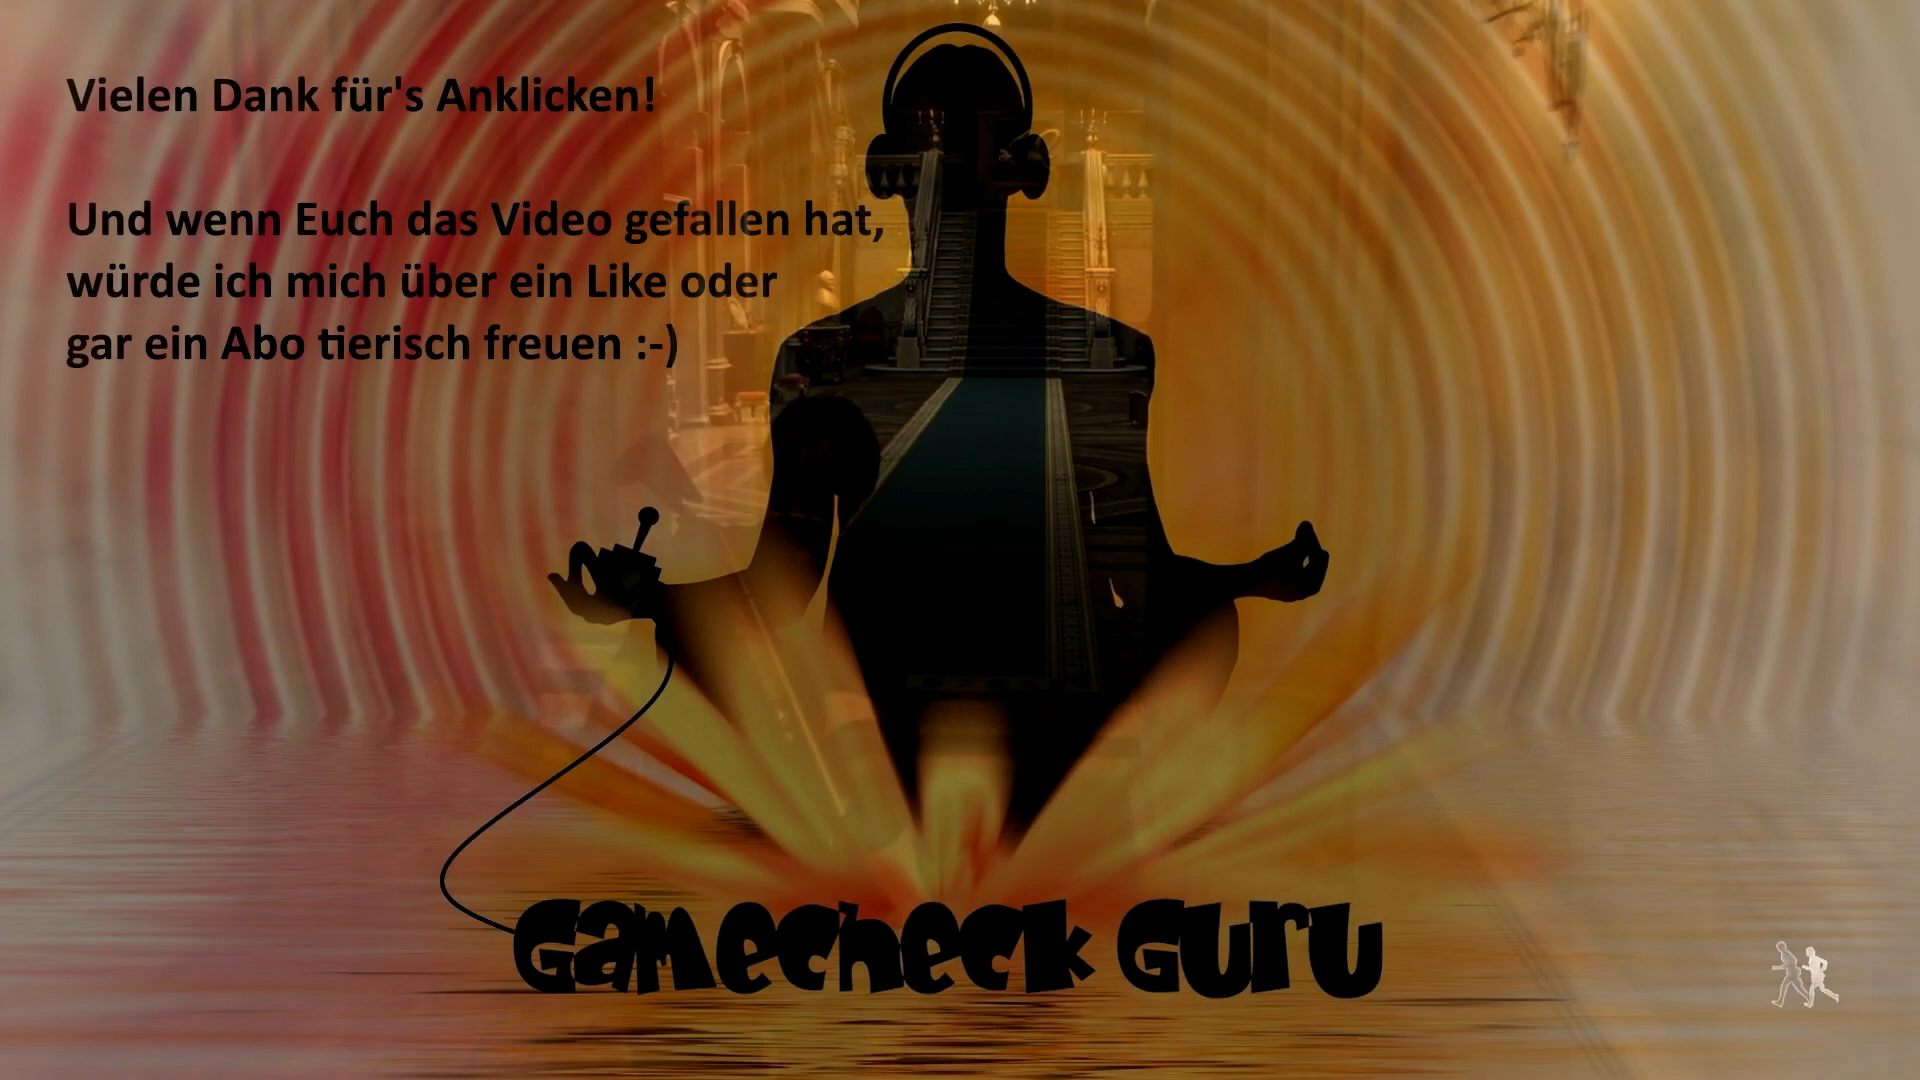 Vielen Dank für's Anklicken!
Und wenn Euch das Video gefallen hat,
würde ich mich über ein Like oder
gar ein Abo tierisch freuen :-)
Gamecheck Guru